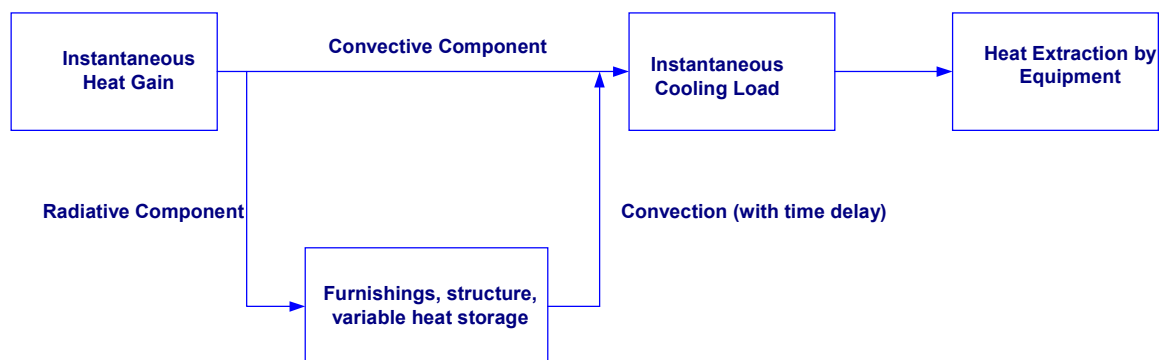 Instantaneous
Heat Gain
Convective Component
Instantaneous
Cooling Load
Heat Extraction by
Equipment
Radiative Component
Convection (with time delay)
Furnishings, structure,
variable heat storage